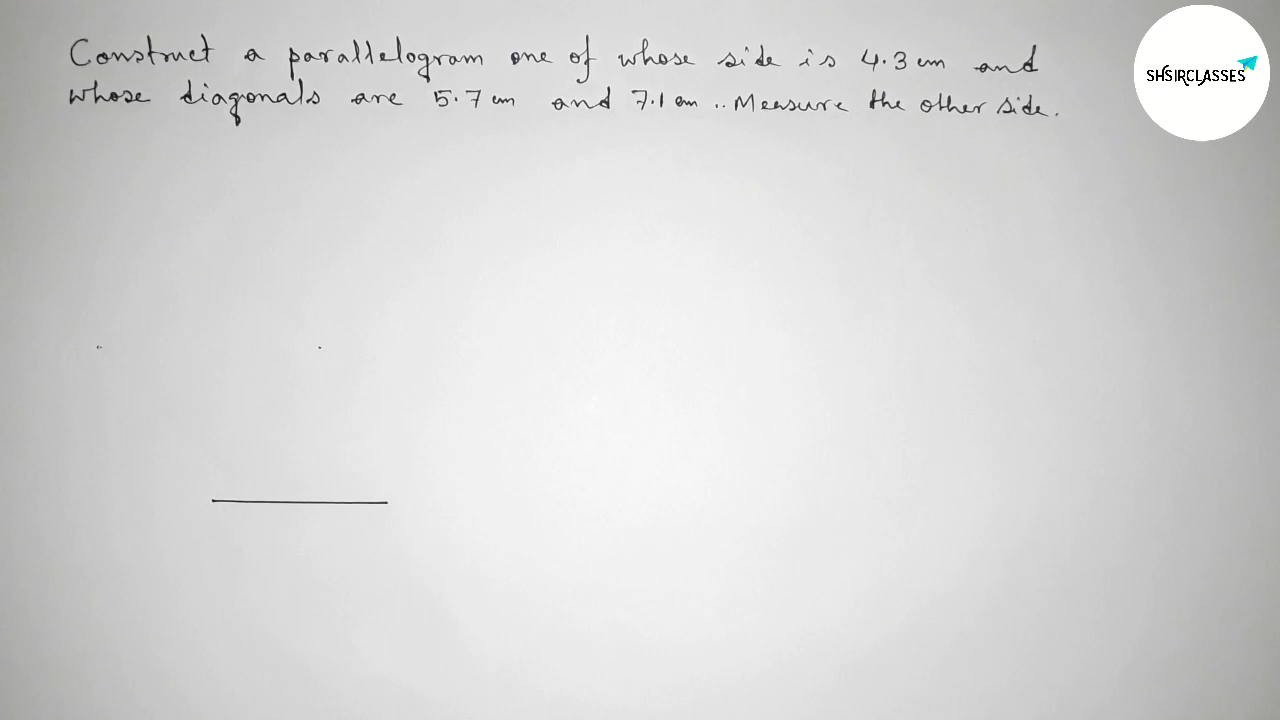 Construct a parallelogram one of whose side is 4.3 cm and
whose diagonals are 5.7 cm and 7.1 cm .. Measure the other side.
SHSIRCLASSES